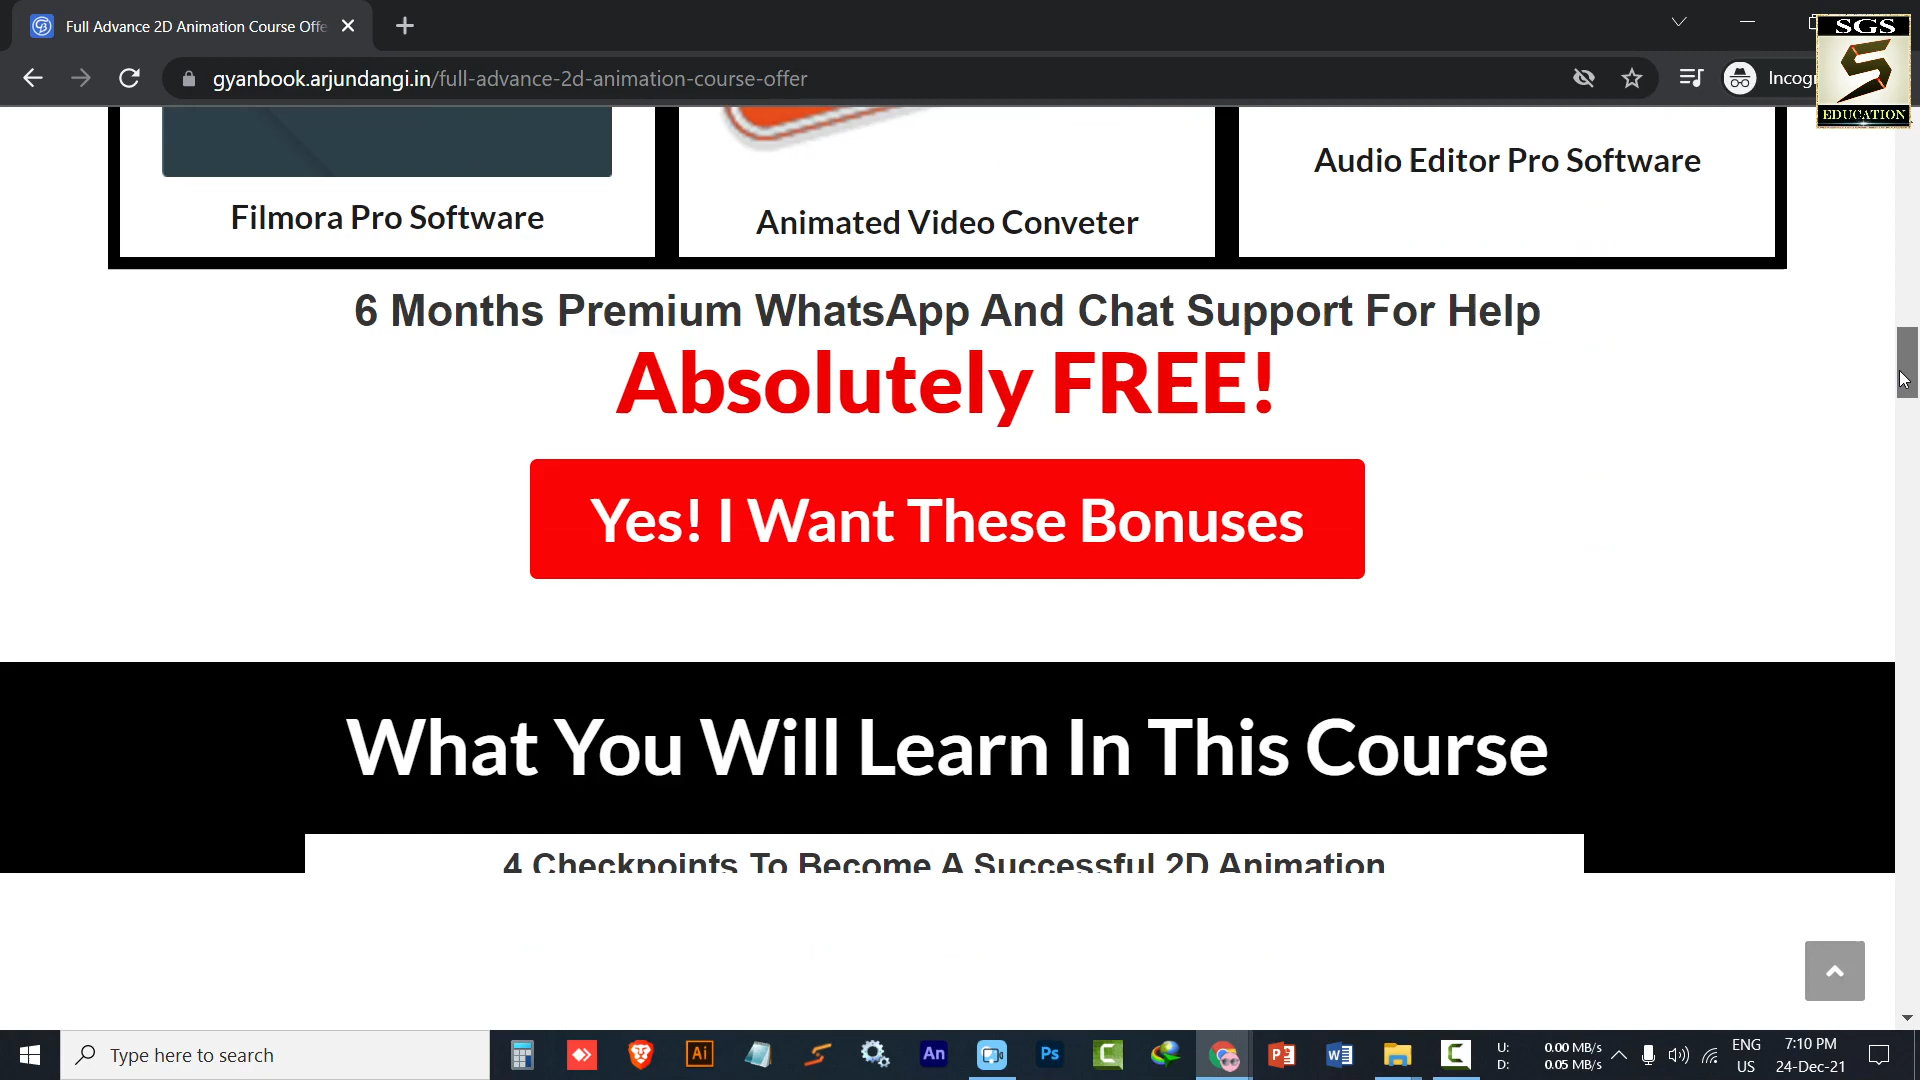 Full Advance 2D Animation Course Offe
SGS
EDUCATION
gyanbook.arjundangi.in/full-advance-2d-animation-course-offer
Incog
Filmora Pro Software
Animated Video Conveter
Audio Editor Pro Software
6 Months Premium WhatsApp And Chat Support For Help
Absolutely FREE!
Yes! I Want These Bonuses
What You Will Learn In This Course
4 Checkpoints To Become A Successful 2D Animation
Type here to search
Ai
An
Ps
U: 0.00 MB/s
D: 0.05 MB/s
ENG
US
7:10 PM
24-Dec-21